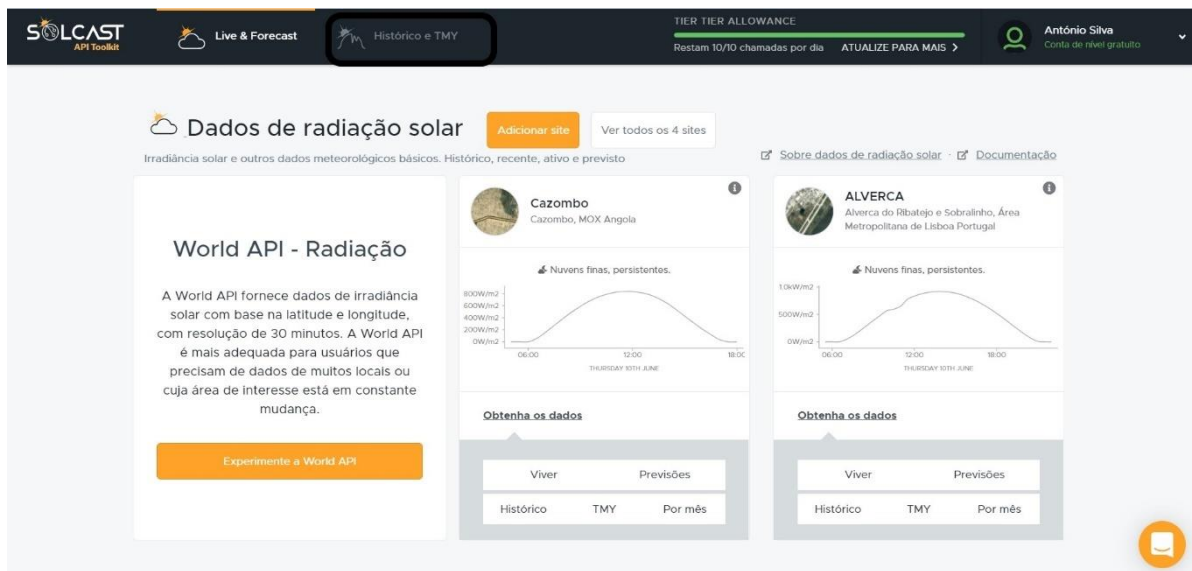 SOLCAST
API Toolkit
Live & Forecast
Histórico e TMY
TIER TIER ALLOWANCE
Restam 10/10 chamadas por dia ATUALIZE PARA MAIS >
António Silva
Conta de nível gratuito
Dados de radiação solar
Adicionar site
Ver todos os 4 sites
Irradiância solar e outros dados meteorológicos básicos. Histórico, recente, ativo e previsto
Sobre dados de radiação solar · Documentação
World API - Radiação
A World API fornece dados de irradiância
solar com base na latitude e longitude,
com resolução de 30 minutos. A World API
é mais adequada para usuários que
precisam de dados de muitos locais ou
cuja área de interesse está em constante
mudança.
Experimente a World API
Cazombo
Cazombo, MOX Angola
Nuvens finas, persistentes.
800W/m2
600W/m2
400W/m2
200W/m2
0W/m2
06:00 12:00 18:00
THURSDAY 10TH JUNE
Obtenha os dados
Viver Previsões
Histórico TMY Por mês
ALVERCA
Alverca do Ribatejo e Sobralinho, Área
Metropolitana de Lisboa Portugal
Nuvens finas, persistentes.
1.0kW/m2
500W/m2
0W/m2
06:00 12:00 18:00
THURSDAY 10TH JUNE
Obtenha os dados
Viver Previsões
Histórico TMY Por mês